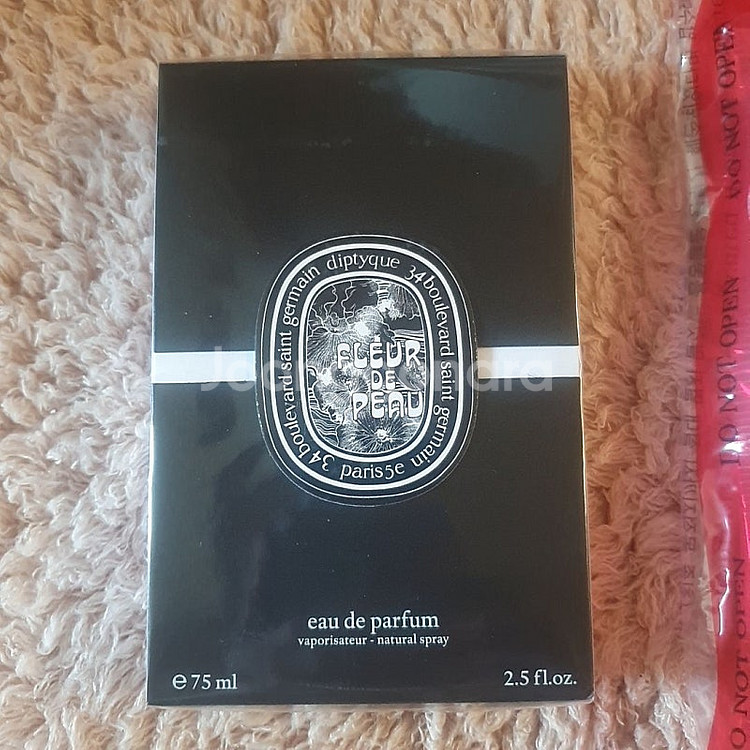 diptyque 34 boulevard saint germain paris5e 34 boulevard saint germain
FLEUR
DE
PEAU
eau de parfum
vaporisateur - natural spray
e 75 ml
2.5 fl.oz.
DO NOT OPEN
DO NOT OPEN
DO NOT OPEN